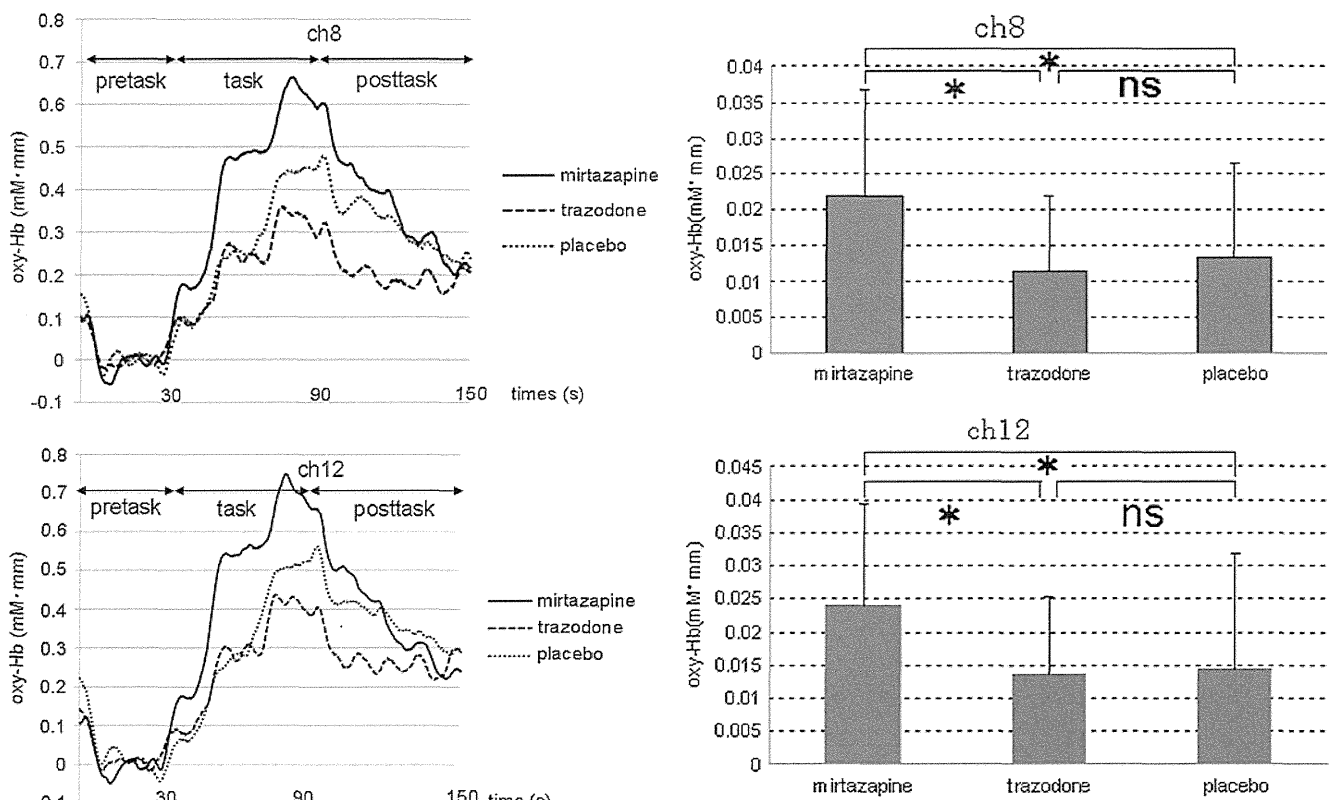 ch8
pretask task posttask
oxy-Hb (mM･mm)
0.8
0.7
0.6
0.5
0.4
0.3
0.2
0.1
0
-0.1
30 90 150 times (s)
mirtazapine
trazodone
placebo
ch8
*
* ns
oxy-Hb(mM* mm)
0.04
0.035
0.03
0.025
0.02
0.015
0.01
0.005
0
mirtazapine trazodone placebo
ch12
pretask task posttask
oxy-Hb (mM･mm)
0.8
0.7
0.6
0.5
0.4
0.3
0.2
0.1
0
-0.1
30 90 150 time (s)
mirtazapine
trazodone
placebo
ch12
*
* ns
oxy-Hb(mM* mm)
0.045
0.04
0.035
0.03
0.025
0.02
0.015
0.01
0.005
0
mirtazapine trazodone placebo